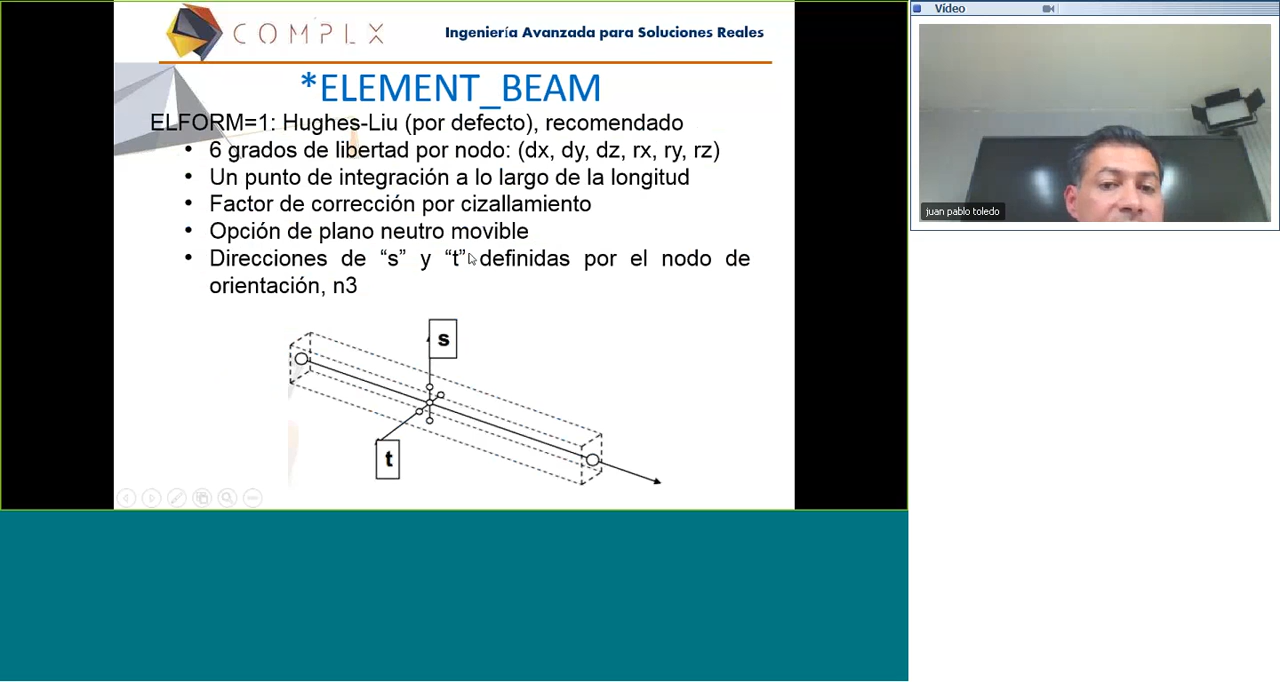 COMPLX
Ingeniería Avanzada para Soluciones Reales
*ELEMENT_BEAM
ELFORM=1: Hughes-Liu (por defecto), recomendado
• 6 grados de libertad por nodo: (dx, dy, dz, rx, ry, rz)
• Un punto de integración a lo largo de la longitud
• Factor de corrección por cizallamiento
• Opción de plano neutro movible
• Direcciones de “s” y “t” definidas por el nodo de
orientación, n3
s
t
Vídeo
juan pablo toledo